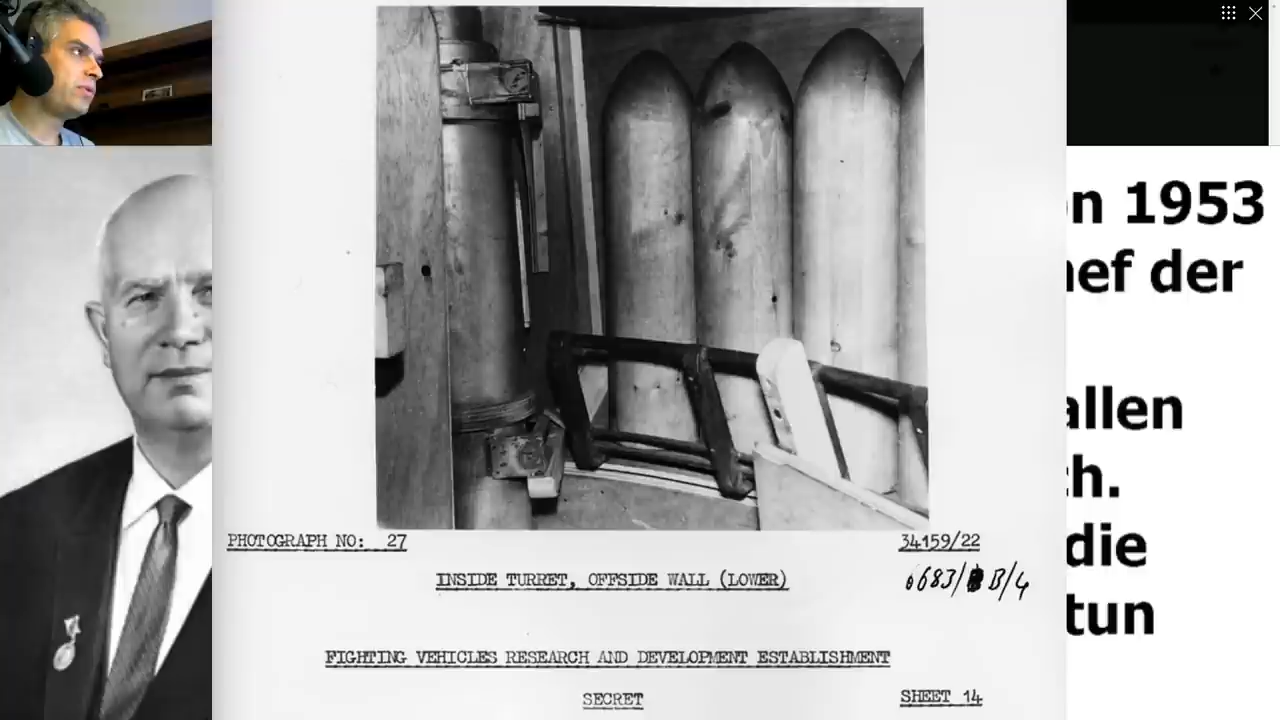 n 1953
ef der
allen
h.
die
tun
PHOTOGRAPH NO: 27
34159/22
INSIDE TURRET, OFFSIDE WALL (LOWER)
FIGHTING VEHICLES RESEARCH AND DEVELOPMENT ESTABLISHMENT
SECRET
SHEET 14